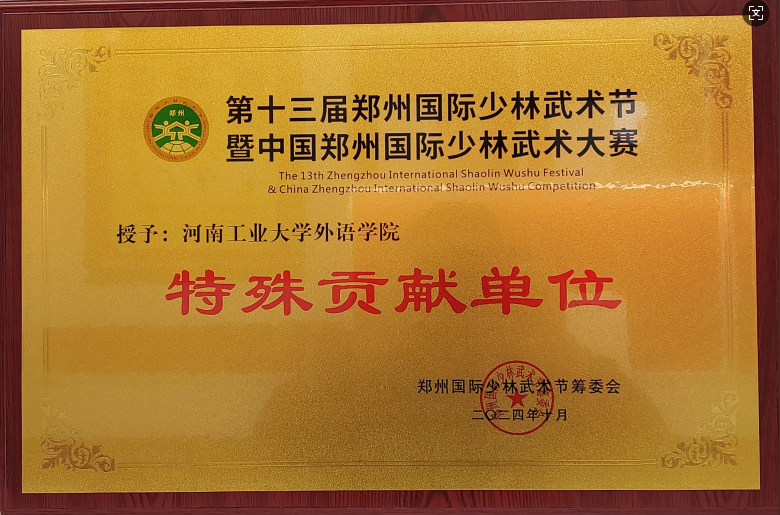 郑州
第十三届郑州国际少林武术节
暨中国郑州国际少林武术大赛
The 13th Zhengzhou International Shaolin Wushu Festival
& China Zhengzhou International Shaolin Wushu Competition
授予：河南工业大学外语学院
特殊贡献单位
郑州国际少林武术节筹委会
二〇二四年十月